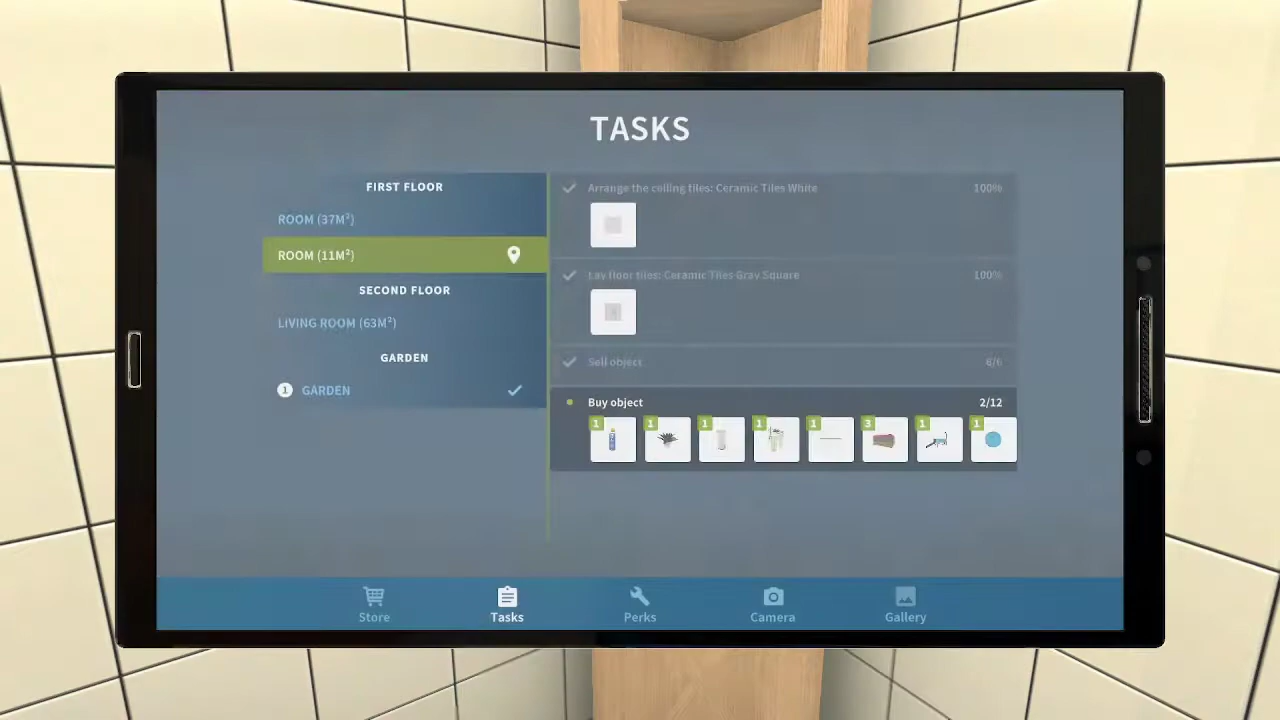 TASKS
FIRST FLOOR
ROOM (37M²)
ROOM (11M²)
SECOND FLOOR
LIVING ROOM (63M²)
GARDEN
1 GARDEN
Arrange the ceiling tiles: Ceramic Tiles White 100%
Lay floor tiles: Ceramic Tiles Gray Square 100%
Sell object 6/6
Buy object 2/12
1 1 1 1 1 3 1 1
Store Tasks Perks Camera Gallery